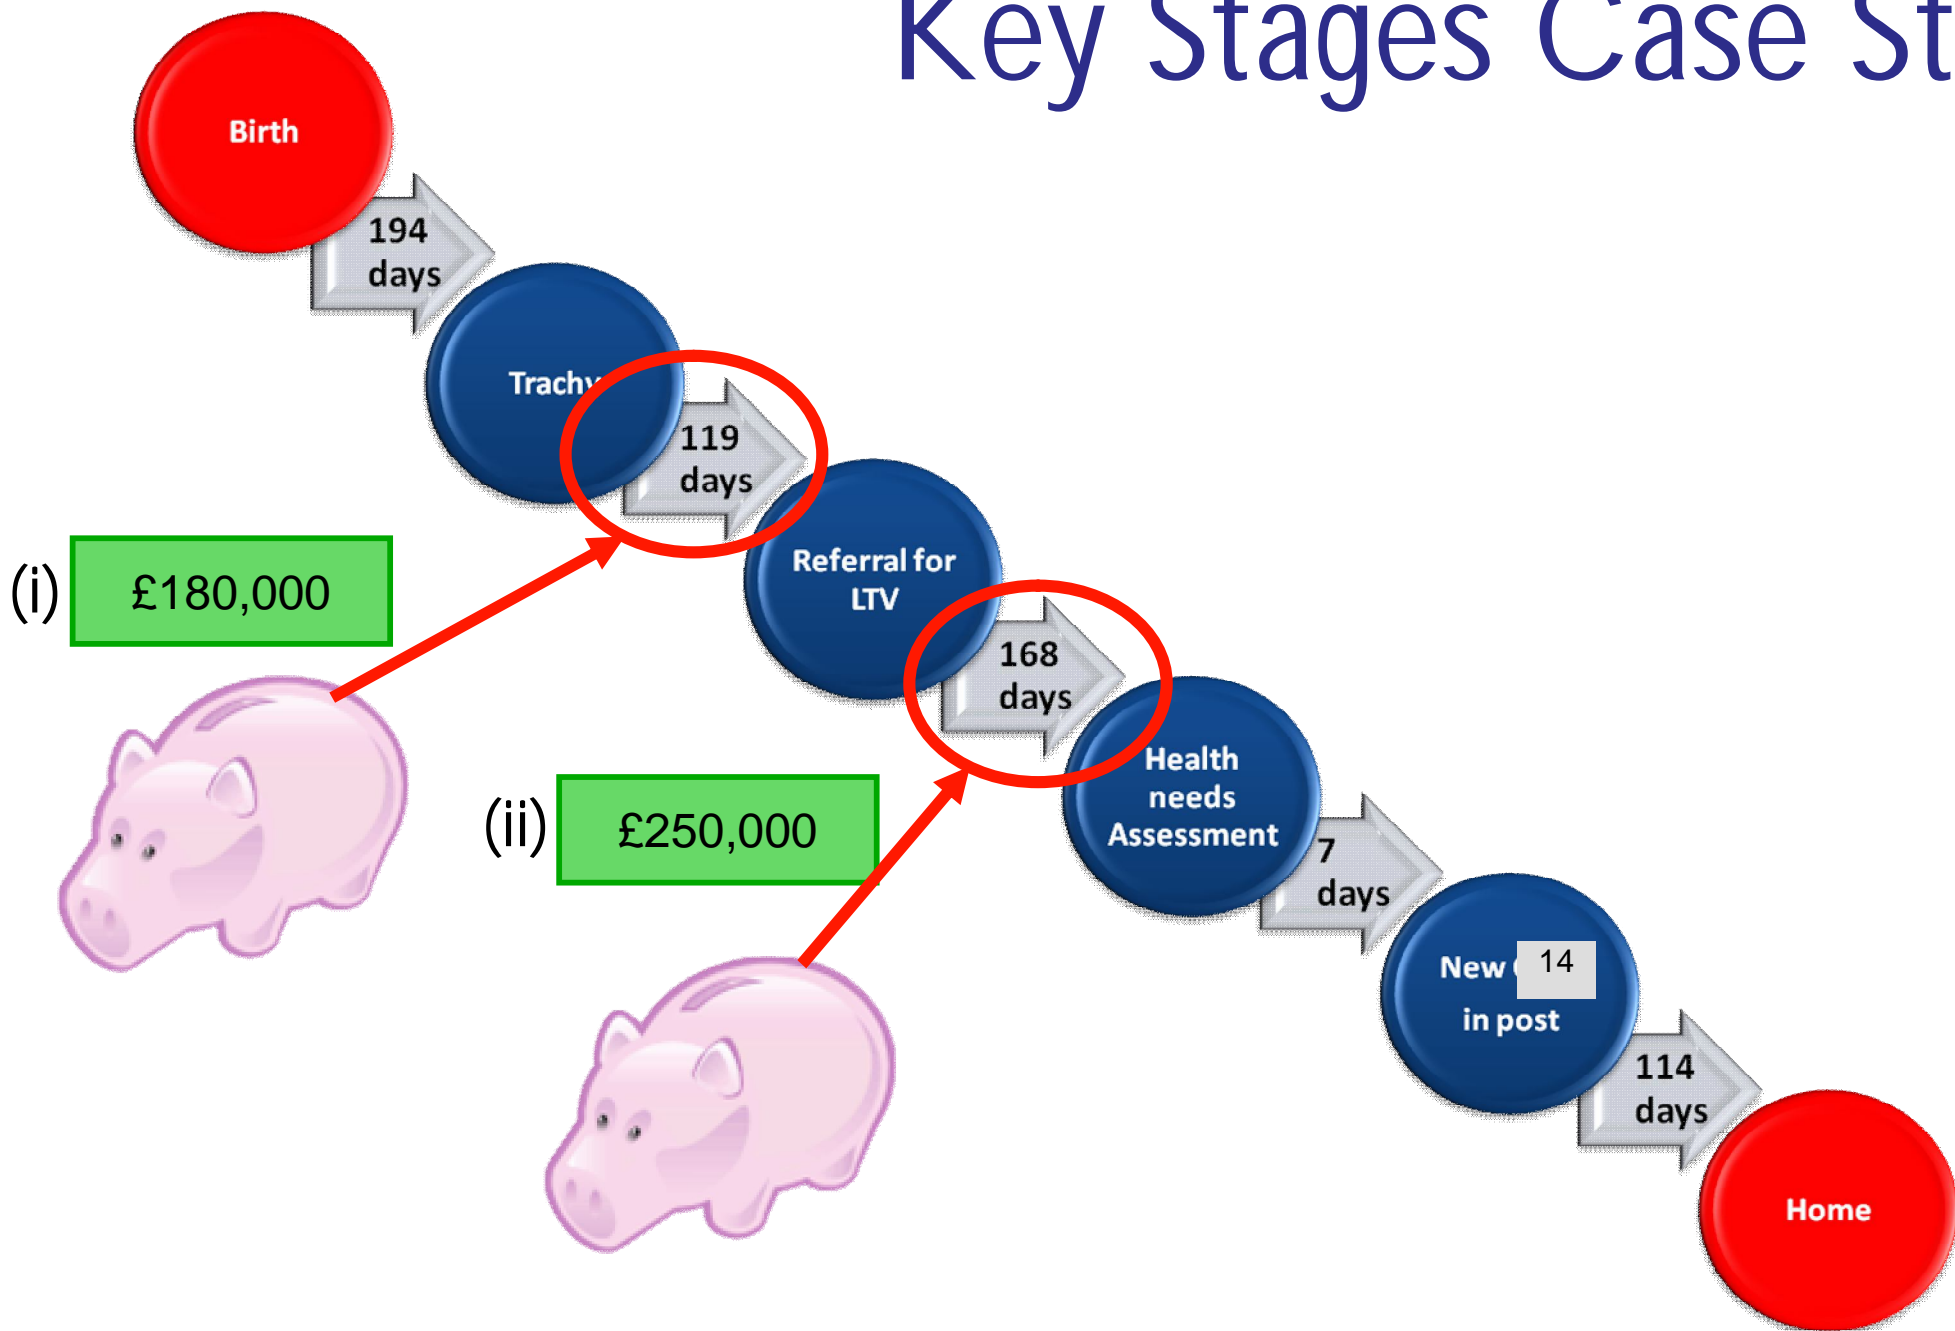 Key Stages Case St
Birth
194
days
Trachy
119
days
(i) £180,000
Referral for
LTV
168
days
(ii) £250,000
Health
needs
Assessment
7
days
New
14
in post
114
days
Home